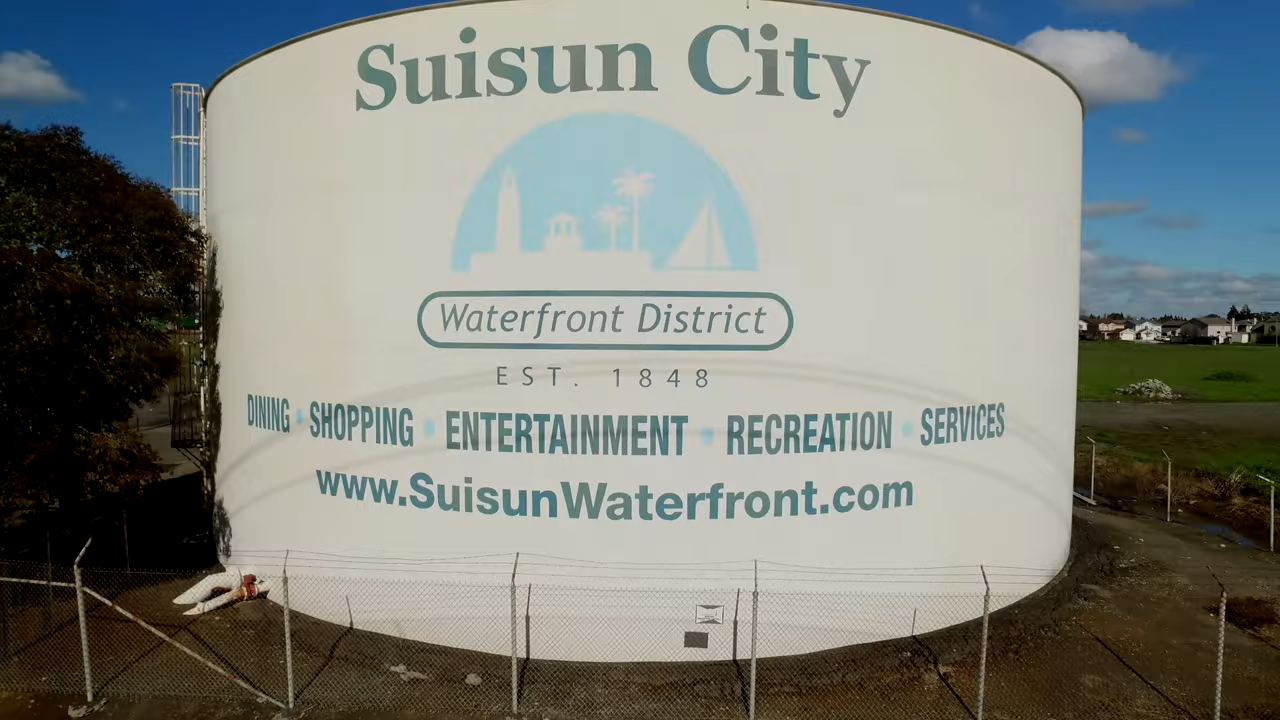 Suisun City
Waterfront District
EST. 1848
DINING • SHOPPING • ENTERTAINMENT • RECREATION • SERVICES
www.SuisunWaterfront.com